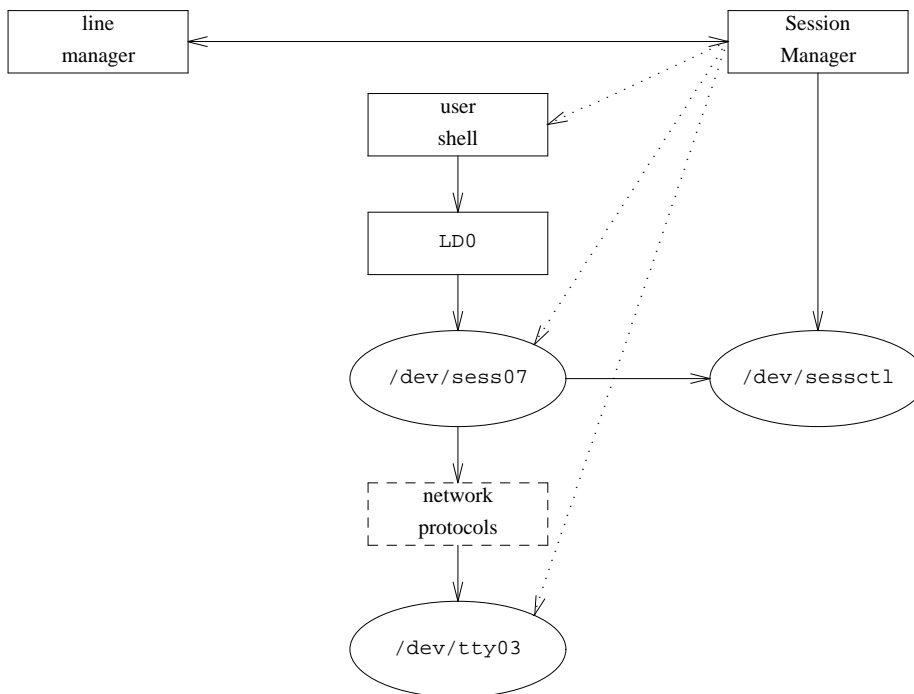 line
manager
Session
Manager
user
shell
LD0
/dev/sess07
/dev/sessctl
network
protocols
/dev/tty03